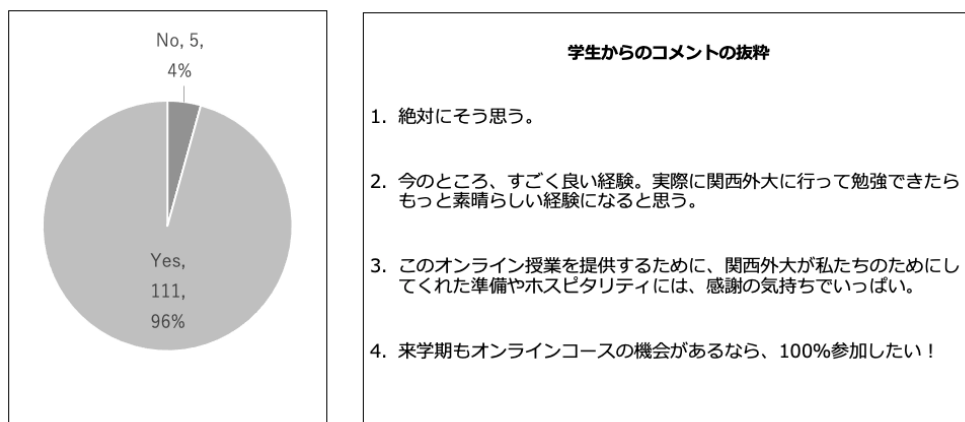 No, 5,
4%
Yes,
111,
96%
学生からのコメントの抜粋
1. 絶対にそう思う。
2. 今のところ、すごく良い経験。実際に関西外大に行って勉強できたら
もっと素晴らしい経験になると思う。
3. このオンライン授業を提供するために、関西外大が私たちのためにし
てくれた準備やホスピタリティには、感謝の気持ちでいっぱい。
4. 来学期もオンラインコースの機会があるなら、100%参加したい！